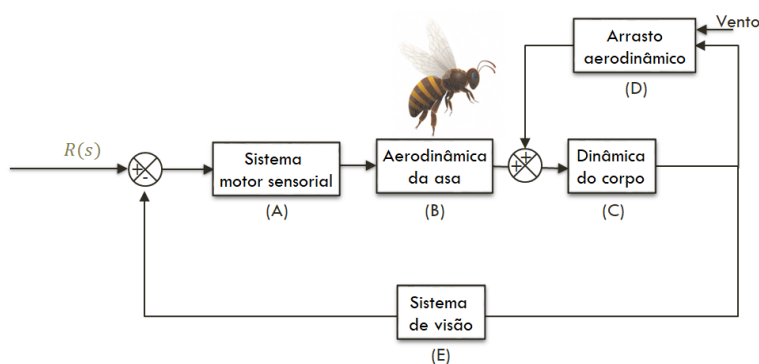 Arrasto
aerodinâmico
Vento
(D)
R(s)
+
-
Sistema
motor sensorial
(A)
Aerodinâmica
da asa
(B)
+
+
Dinâmica
do corpo
(C)
Sistema
de visão
(E)